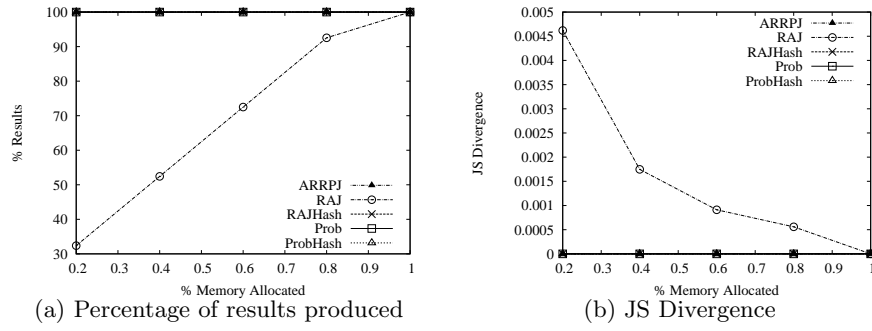 100
90
80
70
60
50
40
30
% Results
ARRPJ
RAJ
RAJHash
Prob
ProbHash
0.2 0.3 0.4 0.5 0.6 0.7 0.8 0.9 1
% Memory Allocated
(a) Percentage of results produced
0.005
0.0045
0.004
0.0035
0.003
0.0025
0.002
0.0015
0.001
0.0005
0
JS Divergence
ARRPJ
RAJ
RAJHash
Prob
ProbHash
0.2 0.3 0.4 0.5 0.6 0.7 0.8 0.9 1
% Memory Allocated
(b) JS Divergence